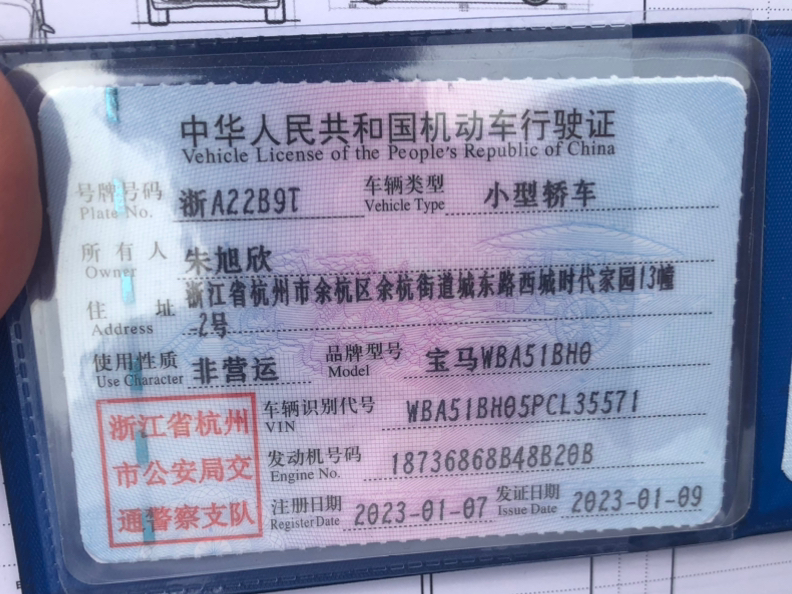 中华人民共和国机动车行驶证
Vehicle License of the People's Republic of China
号牌号码 浙A22B9T 车辆类型 小型轿车
Plate No. Vehicle Type
所有人 朱旭欣
Owner
住址 浙江省杭州市余杭区余杭街道城东路西城时代家园13幢
Address -2号
使用性质 非营运 品牌型号 宝马WBA51BH0
Use Character Model
浙江省杭州
市公安局交
通警察支队
车辆识别代号 WBA51BH05PCL35571
VIN
发动机号码 18736868B48B20B
Engine No.
注册日期 2023-01-07 发证日期 2023-01-09
Register Date Issue Date